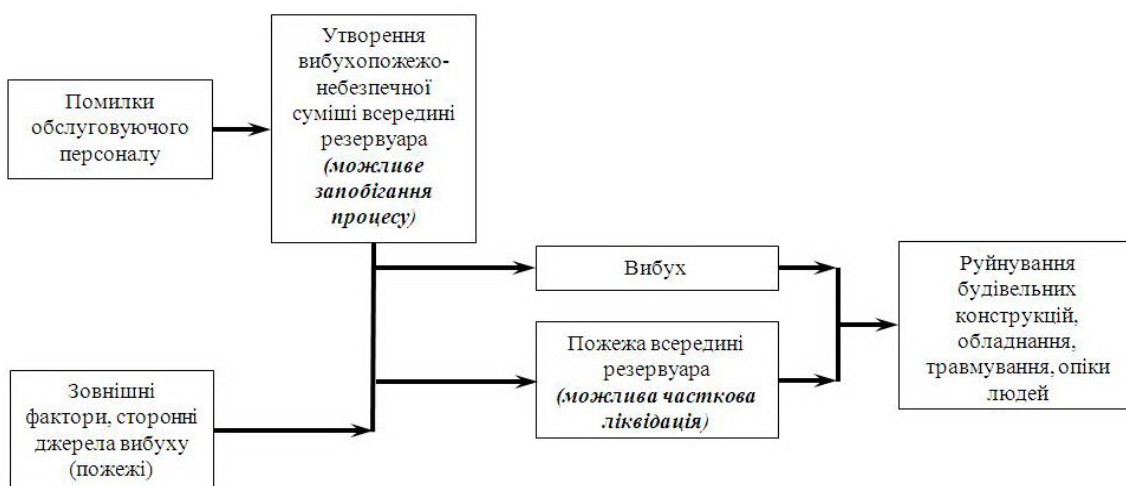 Помилки
обслуговуючого
персоналу
Утворення
вибухопожежо-
небезпечної
суміші всередині
резервуара
(можливе
запобігання
процесу)
Зовнішні
фактори, сторонні
джерела вибуху
(пожежі)
Вибух
Пожежа всередині
резервуара
(можлива часткова
ліквідація)
Руйнування
будівельних
конструкцій,
обладнання,
травмування, опіки
людей